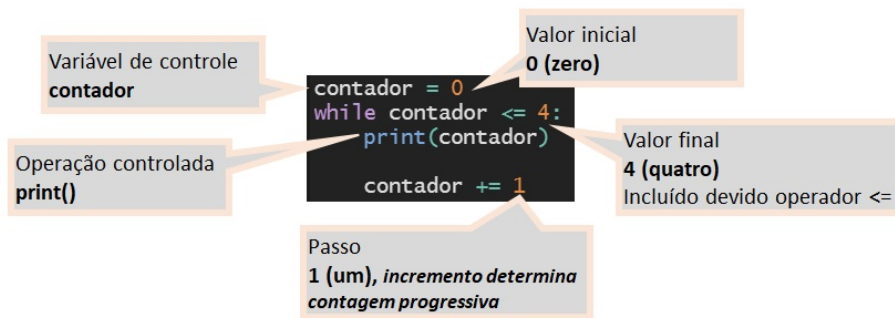 Variável de controle
contador
Valor inicial
0 (zero)
contador = 0
while contador <= 4:
print(contador)
contador += 1
Operação controlada
print()
Valor final
4 (quatro)
Incluído devido operador <=
Passo
1 (um), incremento determina
contagem progressiva